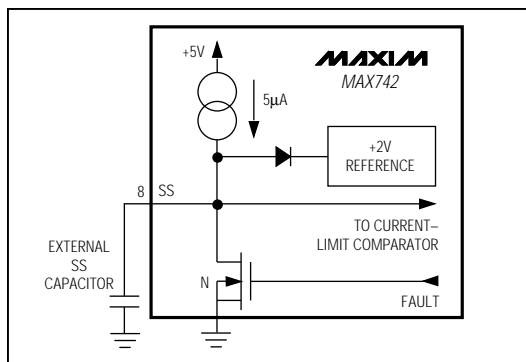 +5V
MAXIM
MAX742
5µA
+2V
REFERENCE
8 SS
TO CURRENT–
LIMIT COMPARATOR
EXTERNAL
SS
CAPACITOR
N
FAULT